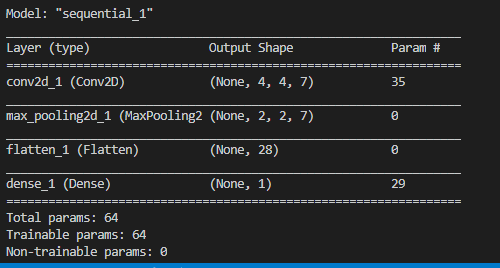 Model: "sequential_1"
_________________________________________________________________
Layer (type)                 Output Shape              Param #
=================================================================
conv2d_1 (Conv2D)            (None, 4, 4, 7)           35
_________________________________________________________________
max_pooling2d_1 (MaxPooling2 (None, 2, 2, 7)           0
_________________________________________________________________
flatten_1 (Flatten)          (None, 28)                0
_________________________________________________________________
dense_1 (Dense)              (None, 1)                 29
=================================================================
Total params: 64
Trainable params: 64
Non-trainable params: 0